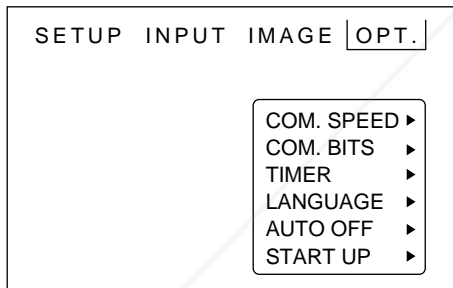 SETUP INPUT IMAGE OPT.
COM. SPEED
COM. BITS
TIMER
LANGUAGE
AUTO OFF
START UP